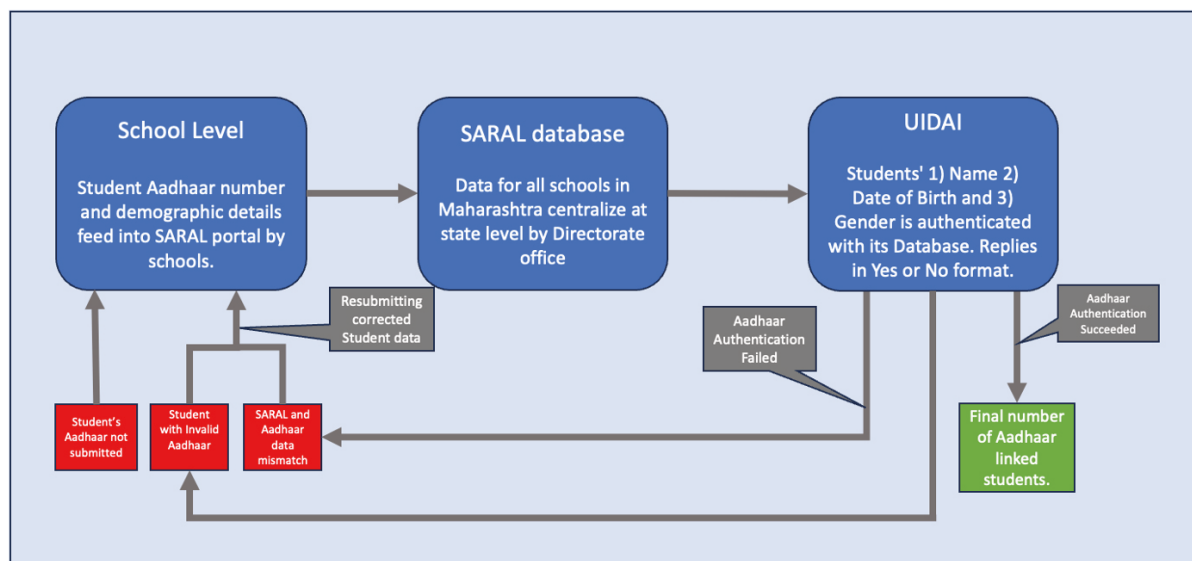 School Level
Student Aadhaar number
and demographic details
feed into SARAL portal by
schools.
SARAL database
Data for all schools in
Maharashtra centralize at
state level by Directorate
office
UIDAI
Students' 1) Name 2)
Date of Birth and 3)
Gender is authenticated
with its Database. Replies
in Yes or No format.
Resubmitting
corrected
Student data
Aadhaar
Authentication
Failed
Aadhaar
Authentication
Succeeded
Student's
Aadhaar not
submitted
Student
with Invalid
Aadhaar
SARAL and
Aadhaar
data
mismatch
Final number
of Aadhaar
linked
students.